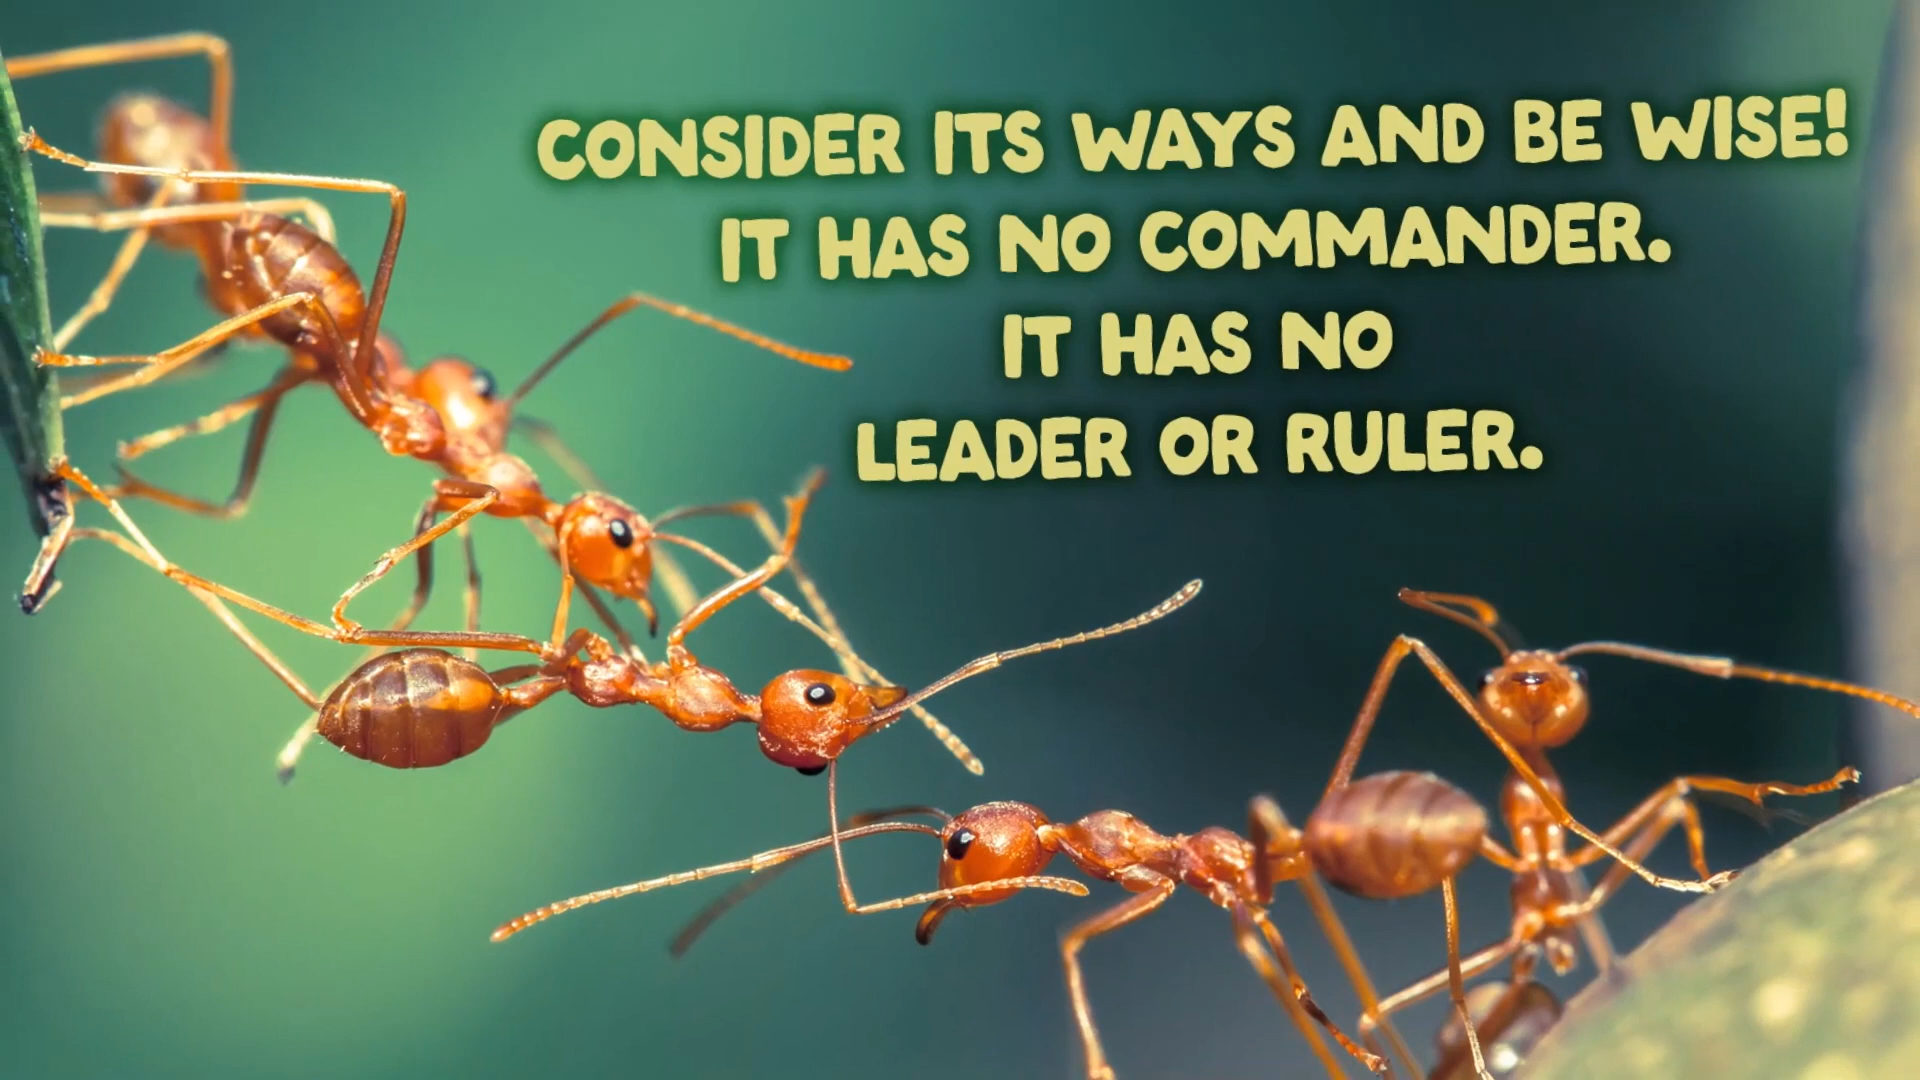 CONSIDER ITS WAYS AND BE WISE!
IT HAS NO COMMANDER.
IT HAS NO
LEADER OR RULER.